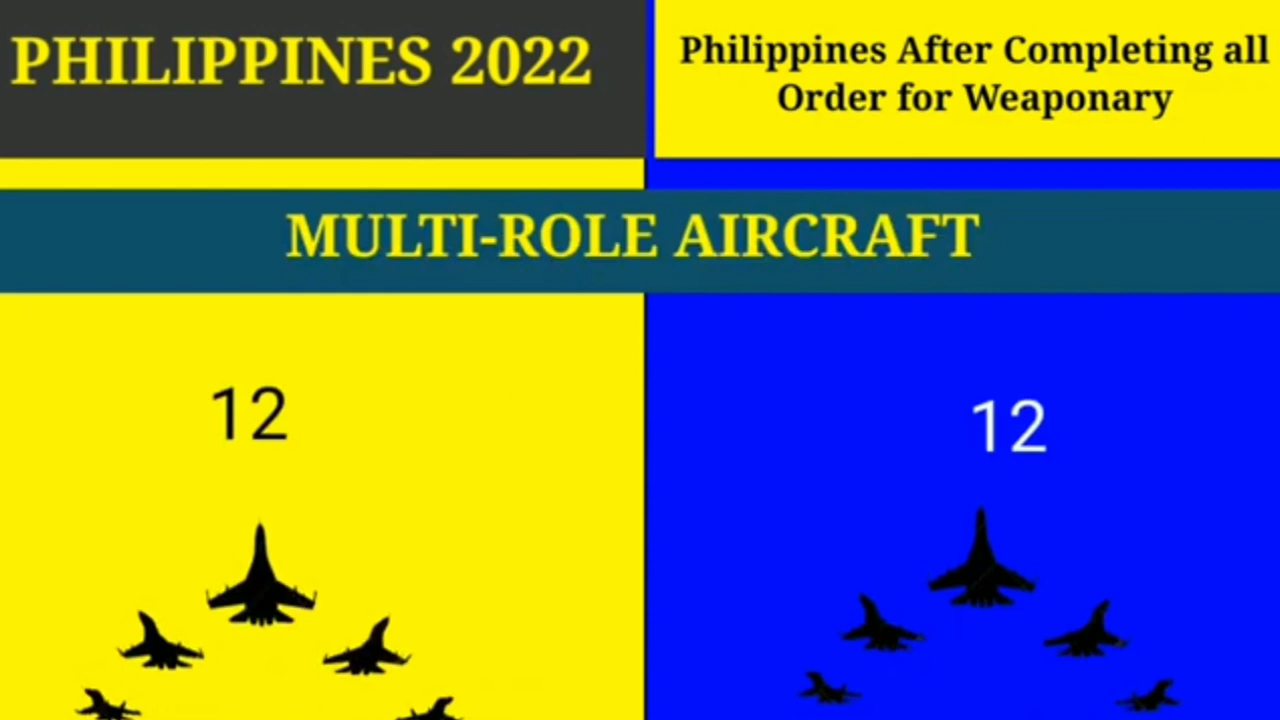 PHILIPPINES 2022
Philippines After Completing all
Order for Weaponary
MULTI-ROLE AIRCRAFT
12
12